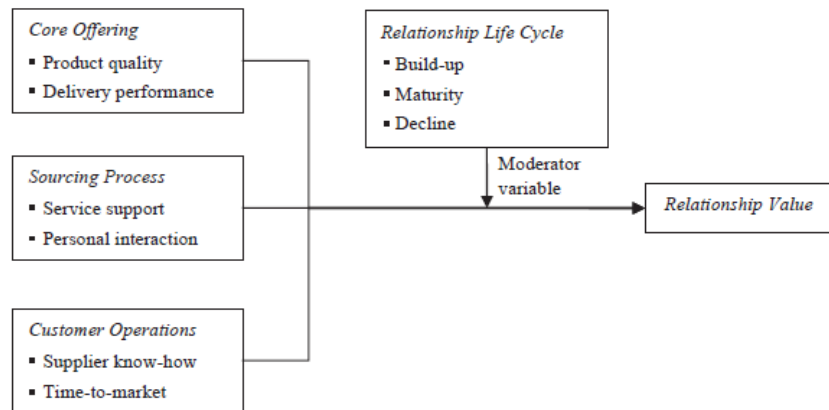 Core Offering
▪ Product quality
▪ Delivery performance
Relationship Life Cycle
▪ Build-up
▪ Maturity
▪ Decline
Moderator
variable
Sourcing Process
▪ Service support
▪ Personal interaction
Relationship Value
Customer Operations
▪ Supplier know-how
▪ Time-to-market